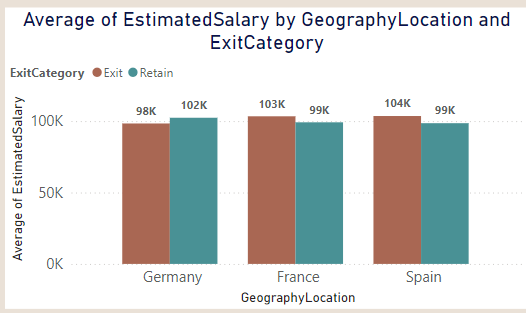 Average of EstimatedSalary by GeographyLocation and
ExitCategory
ExitCategory Exit Retain
Average of EstimatedSalary
100K
50K
0K
98K 102K 103K 99K 104K 99K
Germany France Spain
GeographyLocation